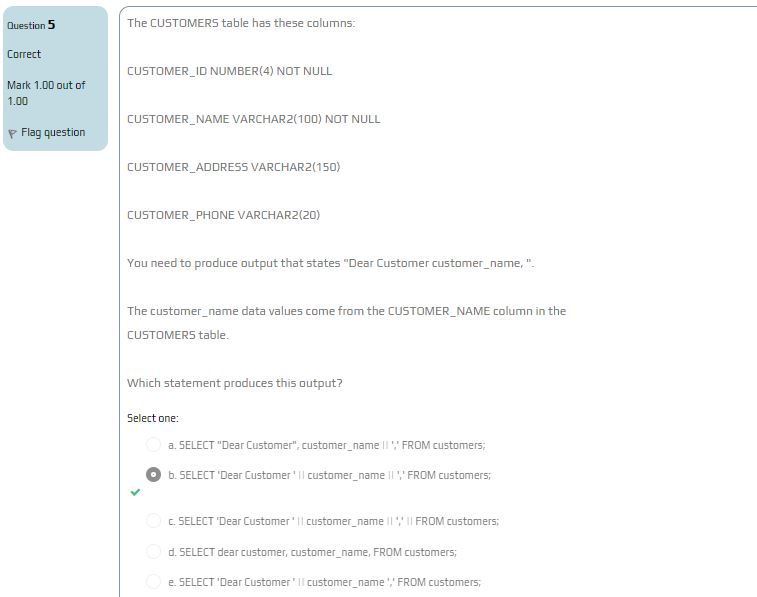 Question 5
Correct
Mark 1.00 out of
1.00
Flag question
The CUSTOMERS table has these columns:
CUSTOMER_ID NUMBER(4) NOT NULL
CUSTOMER_NAME VARCHAR2(100) NOT NULL
CUSTOMER_ADDRESS VARCHAR2(150)
CUSTOMER_PHONE VARCHAR2(20)
You need to produce output that states "Dear Customer customer_name, ".
The customer_name data values come from the CUSTOMER_NAME column in the
CUSTOMERS table.
Which statement produces this output?
Select one:
a. SELECT "Dear Customer", customer_name || ',' FROM customers;
b. SELECT 'Dear Customer ' || customer_name || ',' FROM customers;
c. SELECT 'Dear Customer ' || customer_name || ',' || FROM customers;
d. SELECT dear customer, customer_name, FROM customers;
e. SELECT 'Dear Customer ' || customer_name ',' FROM customers;